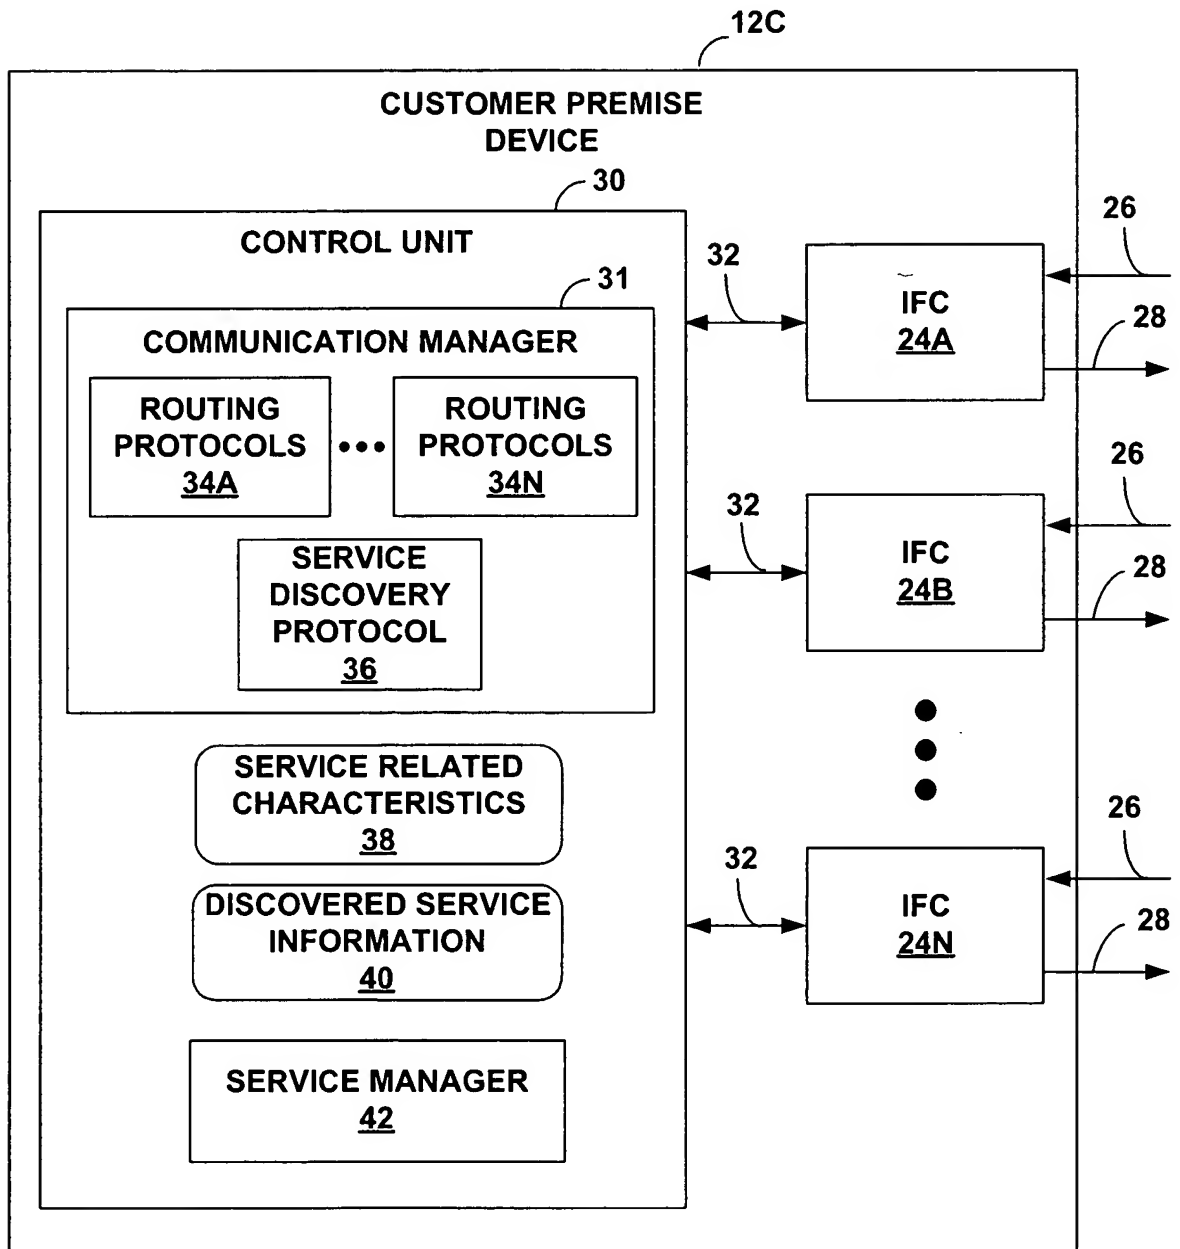 12C
CUSTOMER PREMISE
DEVICE
30
CONTROL UNIT
31
COMMUNICATION MANAGER
ROUTING
PROTOCOLS
34A
ROUTING
PROTOCOLS
34N
SERVICE
DISCOVERY
PROTOCOL
36
SERVICE RELATED
CHARACTERISTICS
38
DISCOVERED SERVICE
INFORMATION
40
SERVICE MANAGER
42
32
IFC
24A
26
28
32
IFC
24B
26
28
32
IFC
24N
26
28